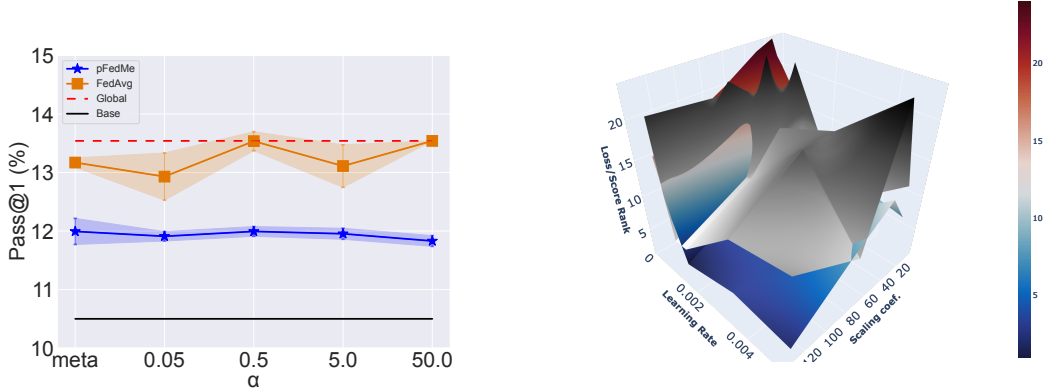 15
14
13
12
11
10
Pass@1 (%)
pFedMe
FedAvg
Global
Base
meta
0.05
0.5
5.0
50.0
α
20
15
10
5
0
Loss/Score Rank
0.002
0.004
Learning Rate
120
100
80
60
40
20
Scaling coef.
20
15
10
5